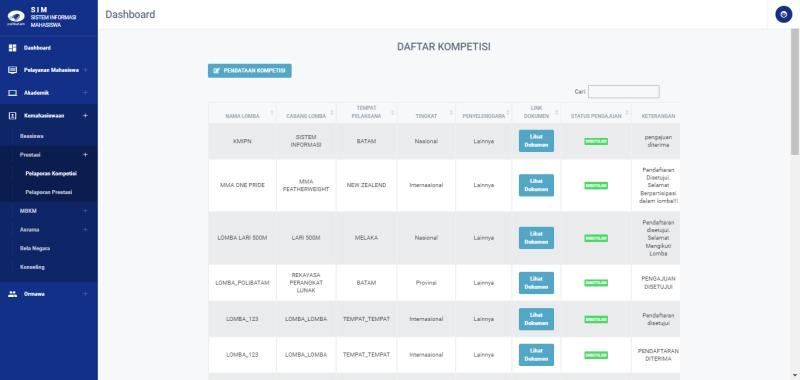 SIM
SISTEM INFORMASI
MAHASISWA
Dashboard
Dashboard
Pelayanan Mahasiswa +
Akademik +
Kemahasiswaan +
Beasiswa
Prestasi +
Pelaporan Kompetisi
Pelaporan Prestasi
MBKM +
Asrama +
Bela Negara
Konseling
Ormawa +
DAFTAR KOMPETISI
PENDATAAN KOMPETISI
Cari:
NAMA LOMBA CABANG LOMBA TEMPAT PELAKSANA TINGKAT PENYELENGGARA LINK DOKUMEN STATUS PENGAJUAN KETERANGAN
KMIPN SISTEM INFORMASI BATAM Nasional Lainnya Lihat Dokumen DISETUJUI pengajuan diterima
MMA ONE PRIDE MMA FEATHERWEIGHT NEW ZEALEND Internasional Lainnya Lihat Dokumen DISETUJUI Pendaftaran Disetujui. Selamat Berpartisipasi dalam lomba!!!
LOMBA LARI 500M LARI 500M MELAKA Nasional Lainnya Lihat Dokumen DISETUJUI Pendaftaran disetujui. Selamat Mengikuti Lomba
LOMBA_POLIBATAM REKAYASA PERANGKAT LUNAK BATAM Provinsi Lainnya Lihat Dokumen DISETUJUI PENGAJUAN DISETUJUI
LOMBA_123 LOMBA_LOMBA TEMPAT_TEMPAT Internasional Lainnya Lihat Dokumen DISETUJUI Pendaftaran disetujui
LOMBA_123 LOMBA_LOMBA TEMPAT_TEMPAT Internasional Lainnya Lihat Dokumen DISETUJUI PENDAFTARAN DITERIMA